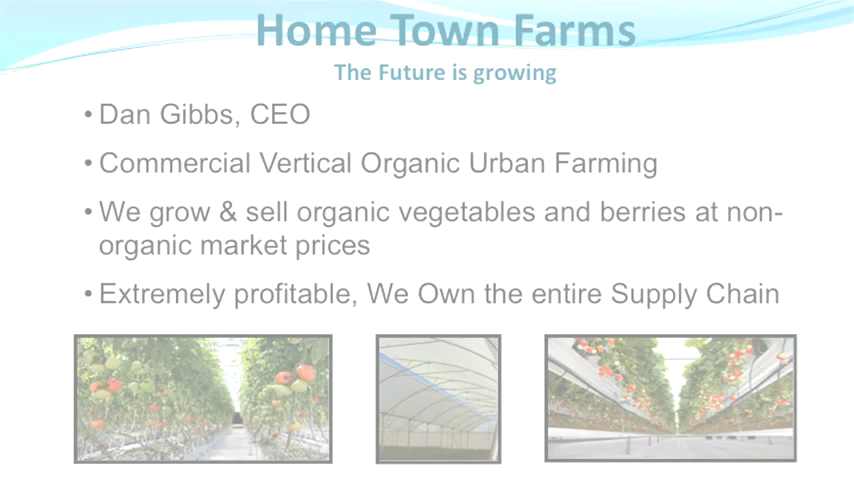 Home Town Farms
The Future is growing
• Dan Gibbs, CEO
• Commercial Vertical Organic Urban Farming
• We grow & sell organic vegetables and berries at non-
organic market prices
• Extremely profitable, We Own the entire Supply Chain